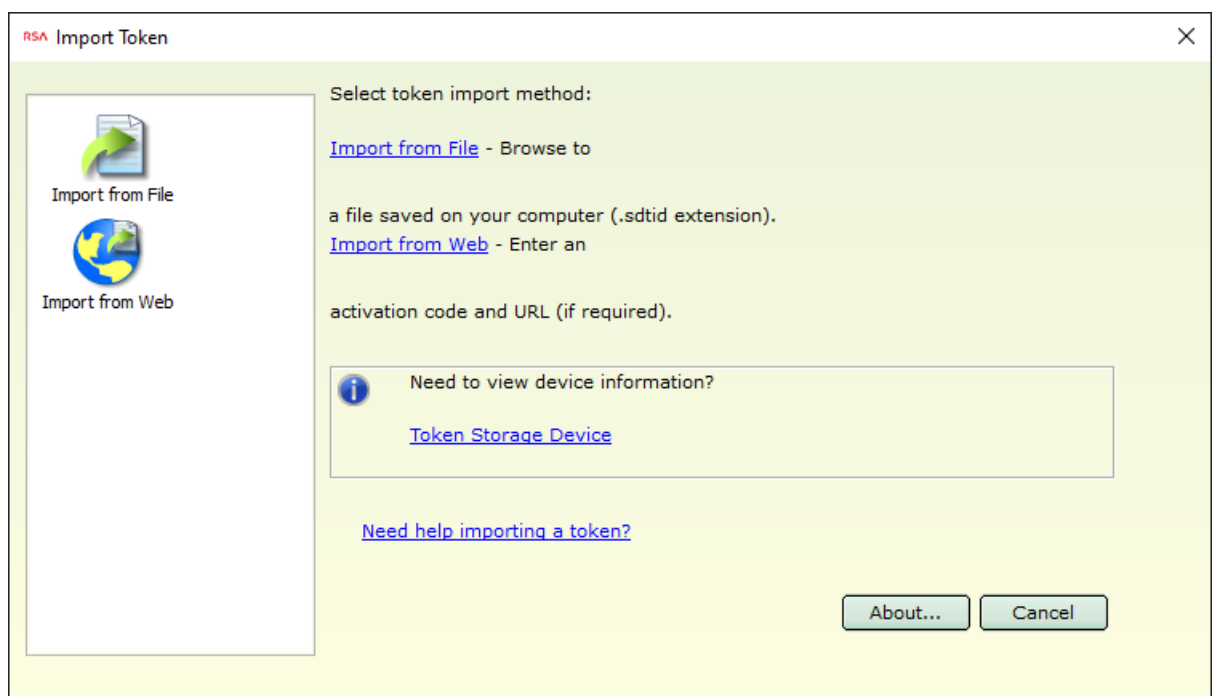 RSA Import Token
Select token import method:
Import from File - Browse to
Import from File
a file saved on your computer (.sdtid extension).
Import from Web - Enter an
Import from Web
activation code and URL (if required).
Need to view device information?
Token Storage Device
Need help importing a token?
About... Cancel